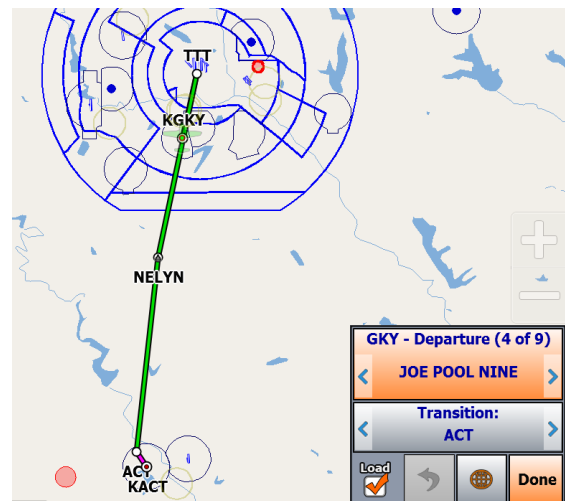 TTT
KGKY
NELYN
ACT
KACT
GKY - Departure (4 of 9)
JOE POOL NINE
Transition:
ACT
Load
Done